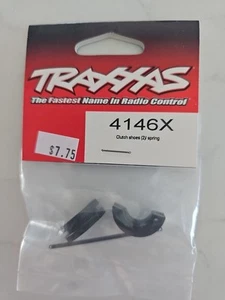 TRAXXAS
The Fastest Name In Radio Control
4146X
Clutch shoes (2)/ spring
$7.75